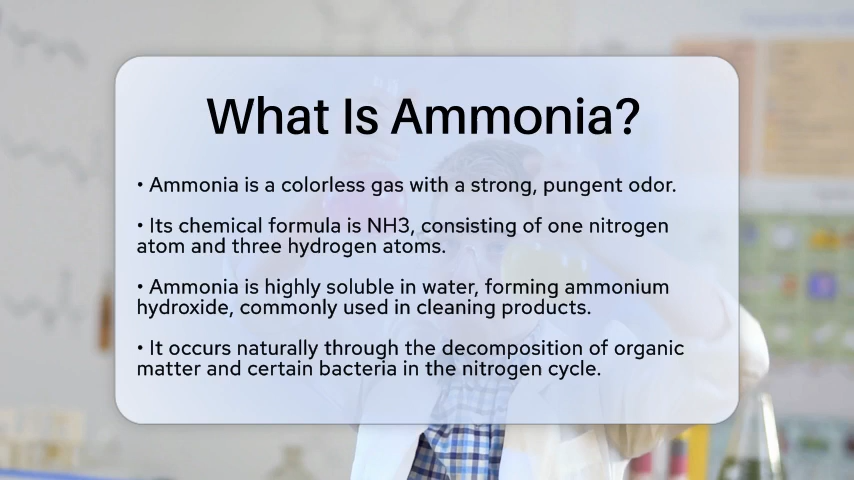 What Is Ammonia?
• Ammonia is a colorless gas with a strong, pungent odor.
• Its chemical formula is NH3, consisting of one nitrogen
atom and three hydrogen atoms.
• Ammonia is highly soluble in water, forming ammonium
hydroxide, commonly used in cleaning products.
• It occurs naturally through the decomposition of organic
matter and certain bacteria in the nitrogen cycle.